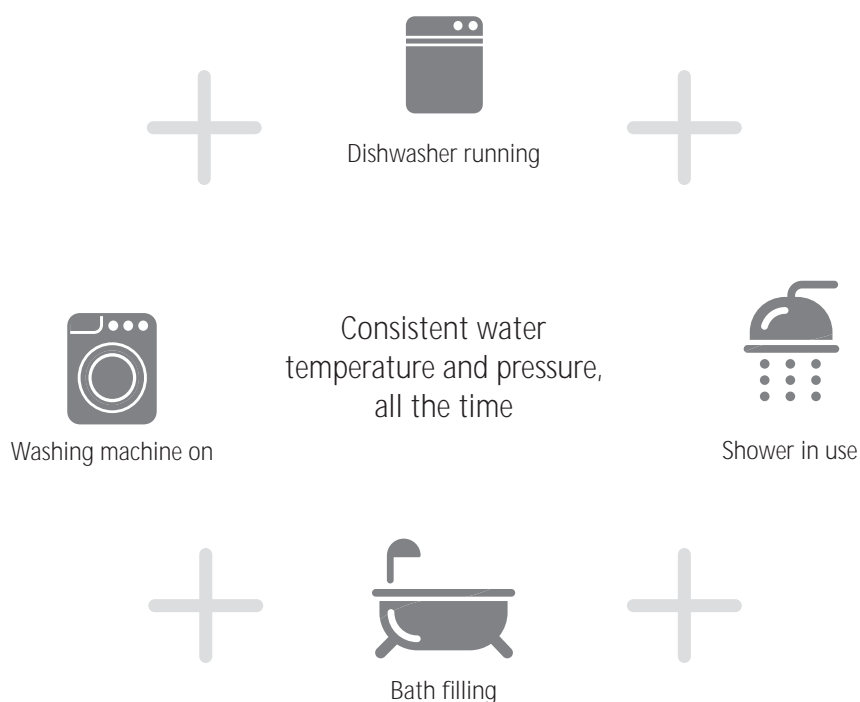 Dishwasher running
Consistent water
temperature and pressure,
all the time
Washing machine on
Shower in use
Bath filling